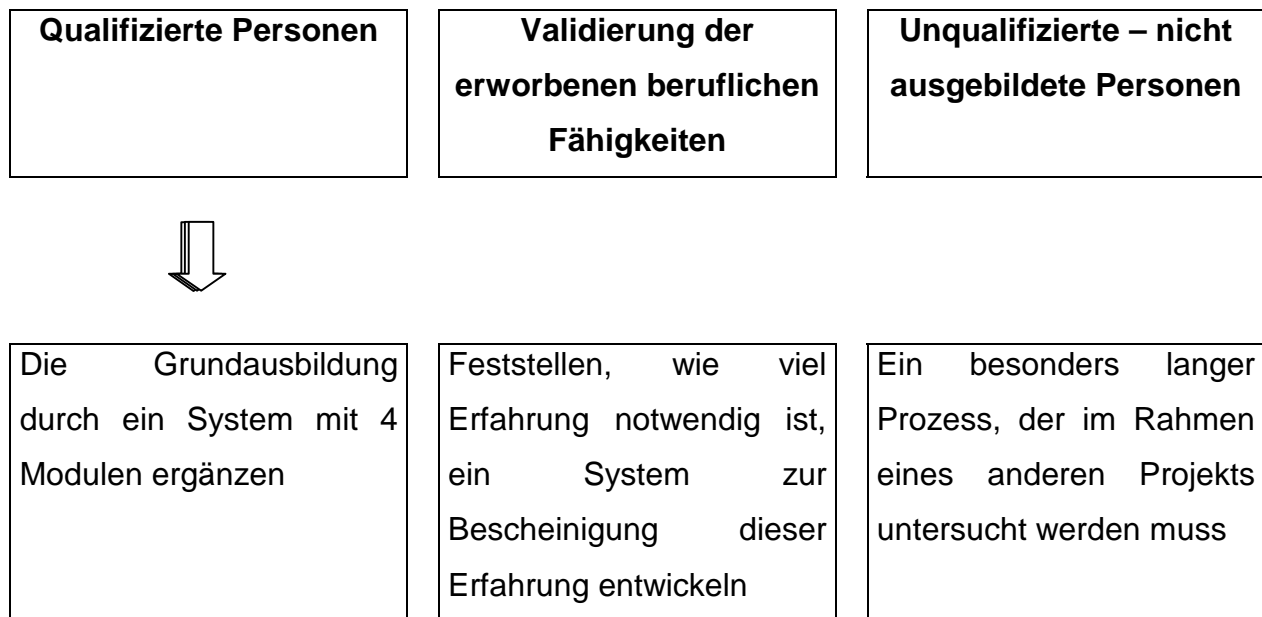 Qualifizierte Personen
Validierung der
erworbenen beruflichen
Fähigkeiten
Unqualifizierte – nicht
ausgebildete Personen
Die Grundausbildung
durch ein System mit 4
Modulen ergänzen
Feststellen, wie viel
Erfahrung notwendig ist,
ein System zur
Bescheinigung dieser
Erfahrung entwickeln
Ein besonders langer
Prozess, der im Rahmen
eines anderen Projekts
untersucht werden muss